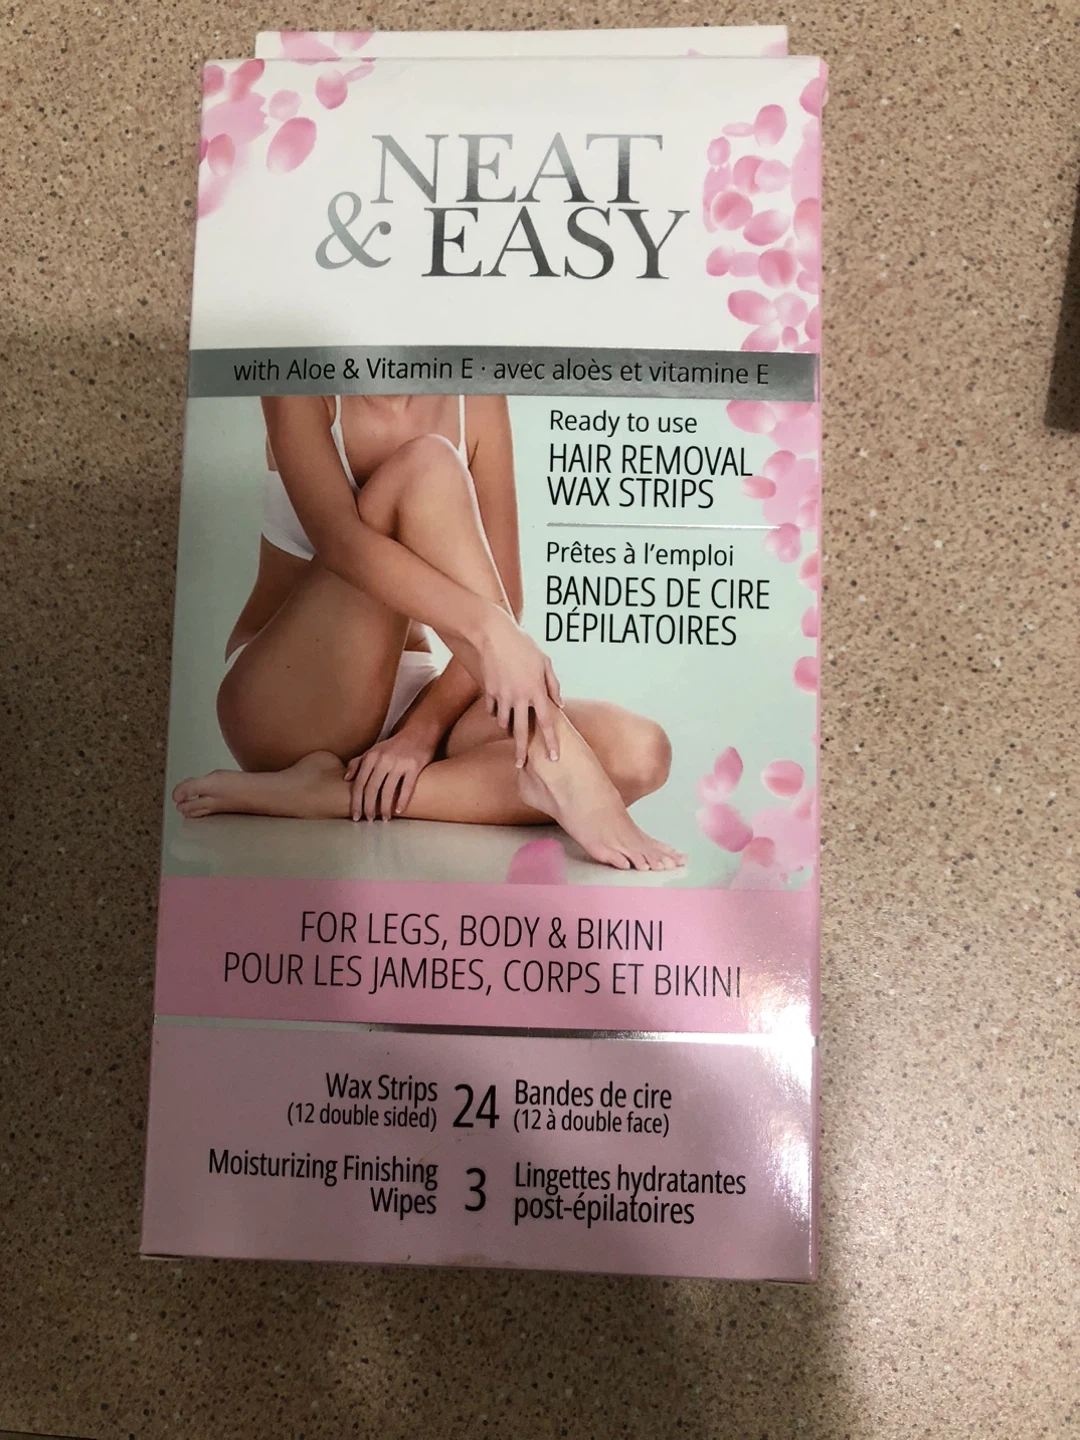 NEAT
& EASY
with Aloe & Vitamin E · avec aloès et vitamine E
Ready to use
HAIR REMOVAL
WAX STRIPS
Prêtes à l'emploi
BANDES DE CIRE
DÉPILATOIRES
FOR LEGS, BODY & BIKINI
POUR LES JAMBES, CORPS ET BIKINI
Wax Strips
(12 double sided)
24
Bandes de cire
(12 à double face)
Moisturizing Finishing
Wipes
3
Lingettes hydratantes
post-épilatoires